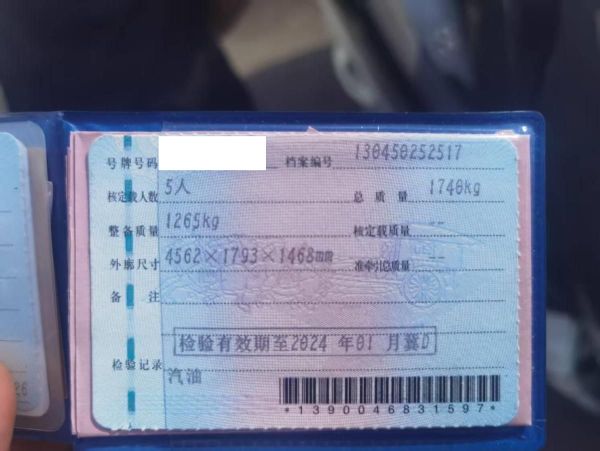 号牌号码 档案编号 130450252517
核定载人数 5人 总质量 1740kg
整备质量 1265kg 核定载质量 --
外廓尺寸 4562×1793×1468mm 准牵引总质量 --
备注
检验有效期至2024 年01 月冀D
检验记录
汽油
*1390046831597*
26